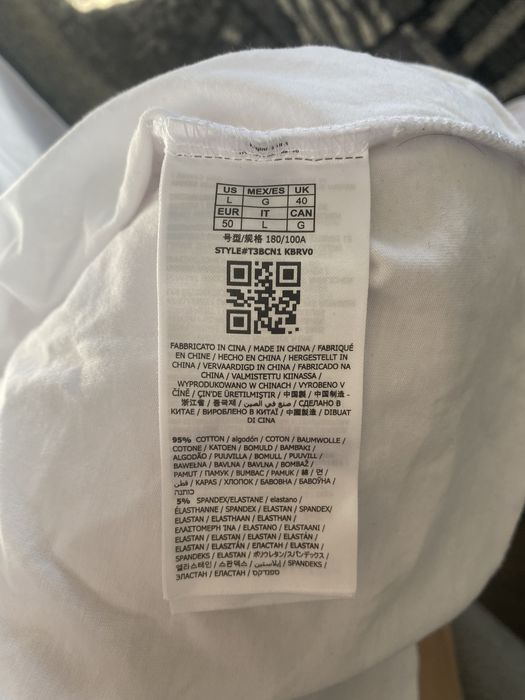 US MEX/ES UK
L G 40
EUR IT CAN
50 L G
号型/规格 180/100A
STYLE#T3BCN1 KBRV0
FABBRICATO IN CINA / MADE IN CHINA / FABRIQUÉ
EN CHINE / HECHO EN CHINA / HERGESTELLT IN
CHINA / VERVAARDIGD IN CHINA / FABRICADO NA
CHINA / VALMISTETTU KIINASSA /
WYPRODUKOWANO W CHINACH / VYROBENO V
ČÍNĚ / ÇIN'DE ÜRETILMIŞTIR / 中国製 / 中国制造 -
浙江省 / 중국제 / صنع في الصين / СДЕЛАНО В
КИТАЕ / ВИРОБЛЕНО В КИТАЇ / 中國製造 / DIBUAT
DI CINA
95% COTTON / algodón / COTON / BAUMWOLLE /
COTONE / KATOEN / BOMULD / ΒΑΜΒΑΚΙ /
ALGODÃO / PUUVILLA / BOMULL / PUUVILL /
BAWEŁNA / BAVLNA / BAVLNA / BOMBAŽ /
PAMUT / ПАМУК / BUMBAC / PAMUK / 綿 / 면 /
قطن / KAPAS / ХЛОПОК / БАВОВНА / БАВОЎНА /
כותנה
5% SPANDEX/ELASTANE / elastano /
ÉLASTHANNE / SPANDEX / ELASTAN / SPANDEX/
ELASTAN / ELASTHAAN / ELASTHAN /
ΕΛΑΣΤΟΜΕΡΉ ΊΝΑ / ELASTANO / ELASTAANI /
ELASTAN / ELASTAN / ELASTAN / ELASTÁN /
ELASTAN / ELASZTÁN / ЕЛАСТАН / ELASTAN /
SPANDEKS / ELASTAN / ポリウレタン/スパンデックス /
엘라스테인 / 스판덱스 / إيلاستين / SPANDEKS /
ЭЛАСТАН / ЕЛАСТАН / ספנדקס